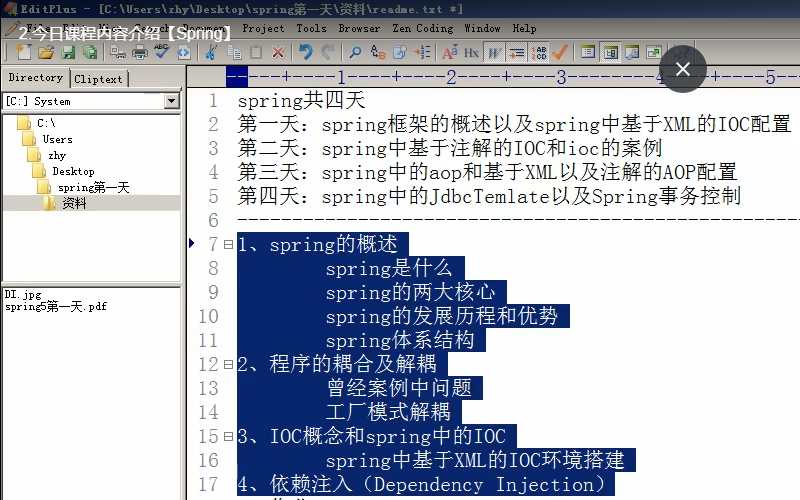 EditPlus - [C:\Users\zhy\Desktop\spring第一天\资料\readme.txt *]
2.今日课程内容介绍【Spring】
Project Tools Browser Zen Coding Window Help
Directory Cliptext
[C:] System
C:\
Users
zhy
Desktop
spring第一天
资料
DI.jpg
spring5第一天.pdf
----+----1----+----2----+----3----+----4----+----5-
1 spring共四天
2 第一天：spring框架的概述以及spring中基于XML的IOC配置
3 第二天：spring中基于注解的IOC和ioc的案例
4 第三天：spring中的aop和基于XML以及注解的AOP配置
5 第四天：spring中的JdbcTemlate以及Spring事务控制
6 ----------------------------------------
7 1、spring的概述
8 spring是什么
9 spring的两大核心
10 spring的发展历程和优势
11 spring体系结构
12 2、程序的耦合及解耦
13 曾经案例中问题
14 工厂模式解耦
15 3、IOC概念和spring中的IOC
16 spring中基于XML的IOC环境搭建
17 4、依赖注入（Dependency Injection）